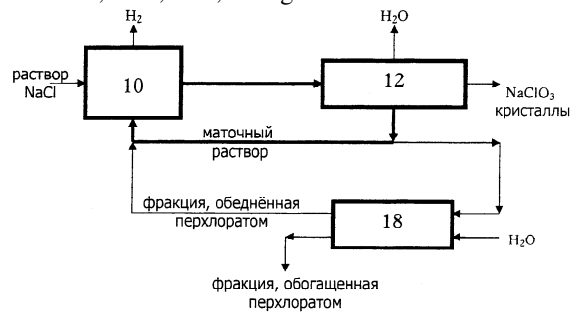 H₂
H₂O
раствор
NaCl
10
12
NaClO₃
кристаллы
маточный
раствор
фракция, обеднённая
перхлоратом
18
H₂O
фракция, обогащенная
перхлоратом